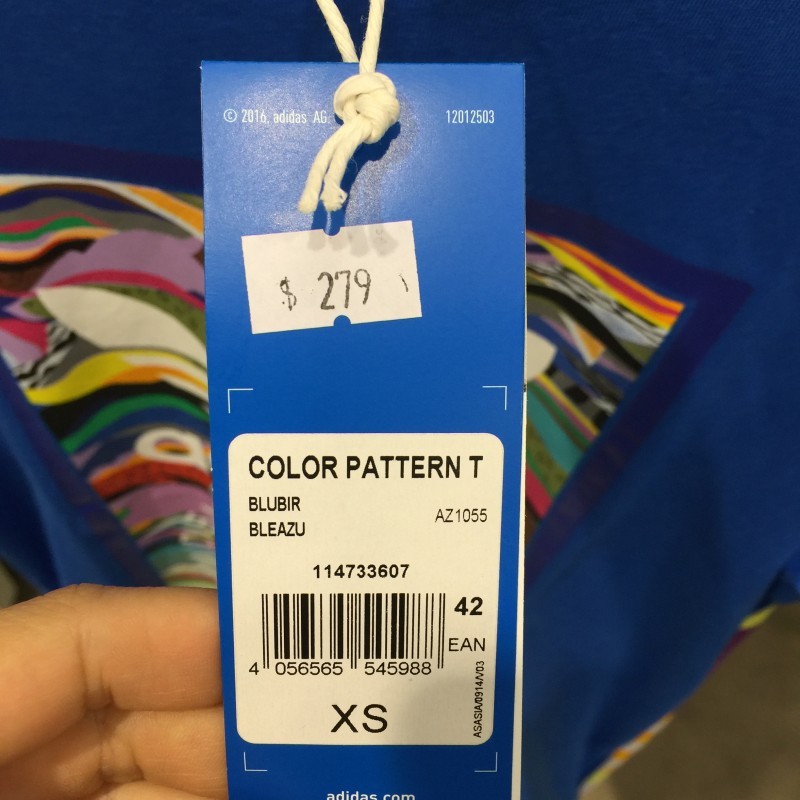 © 2016, adidas AG. 12012503
$ 279
COLOR PATTERN T
BLUBIR
BLEAZU AZ1055
114733607
42
EAN
4 056565 545988
XS
ASASIA/0914/V03
adidas.com